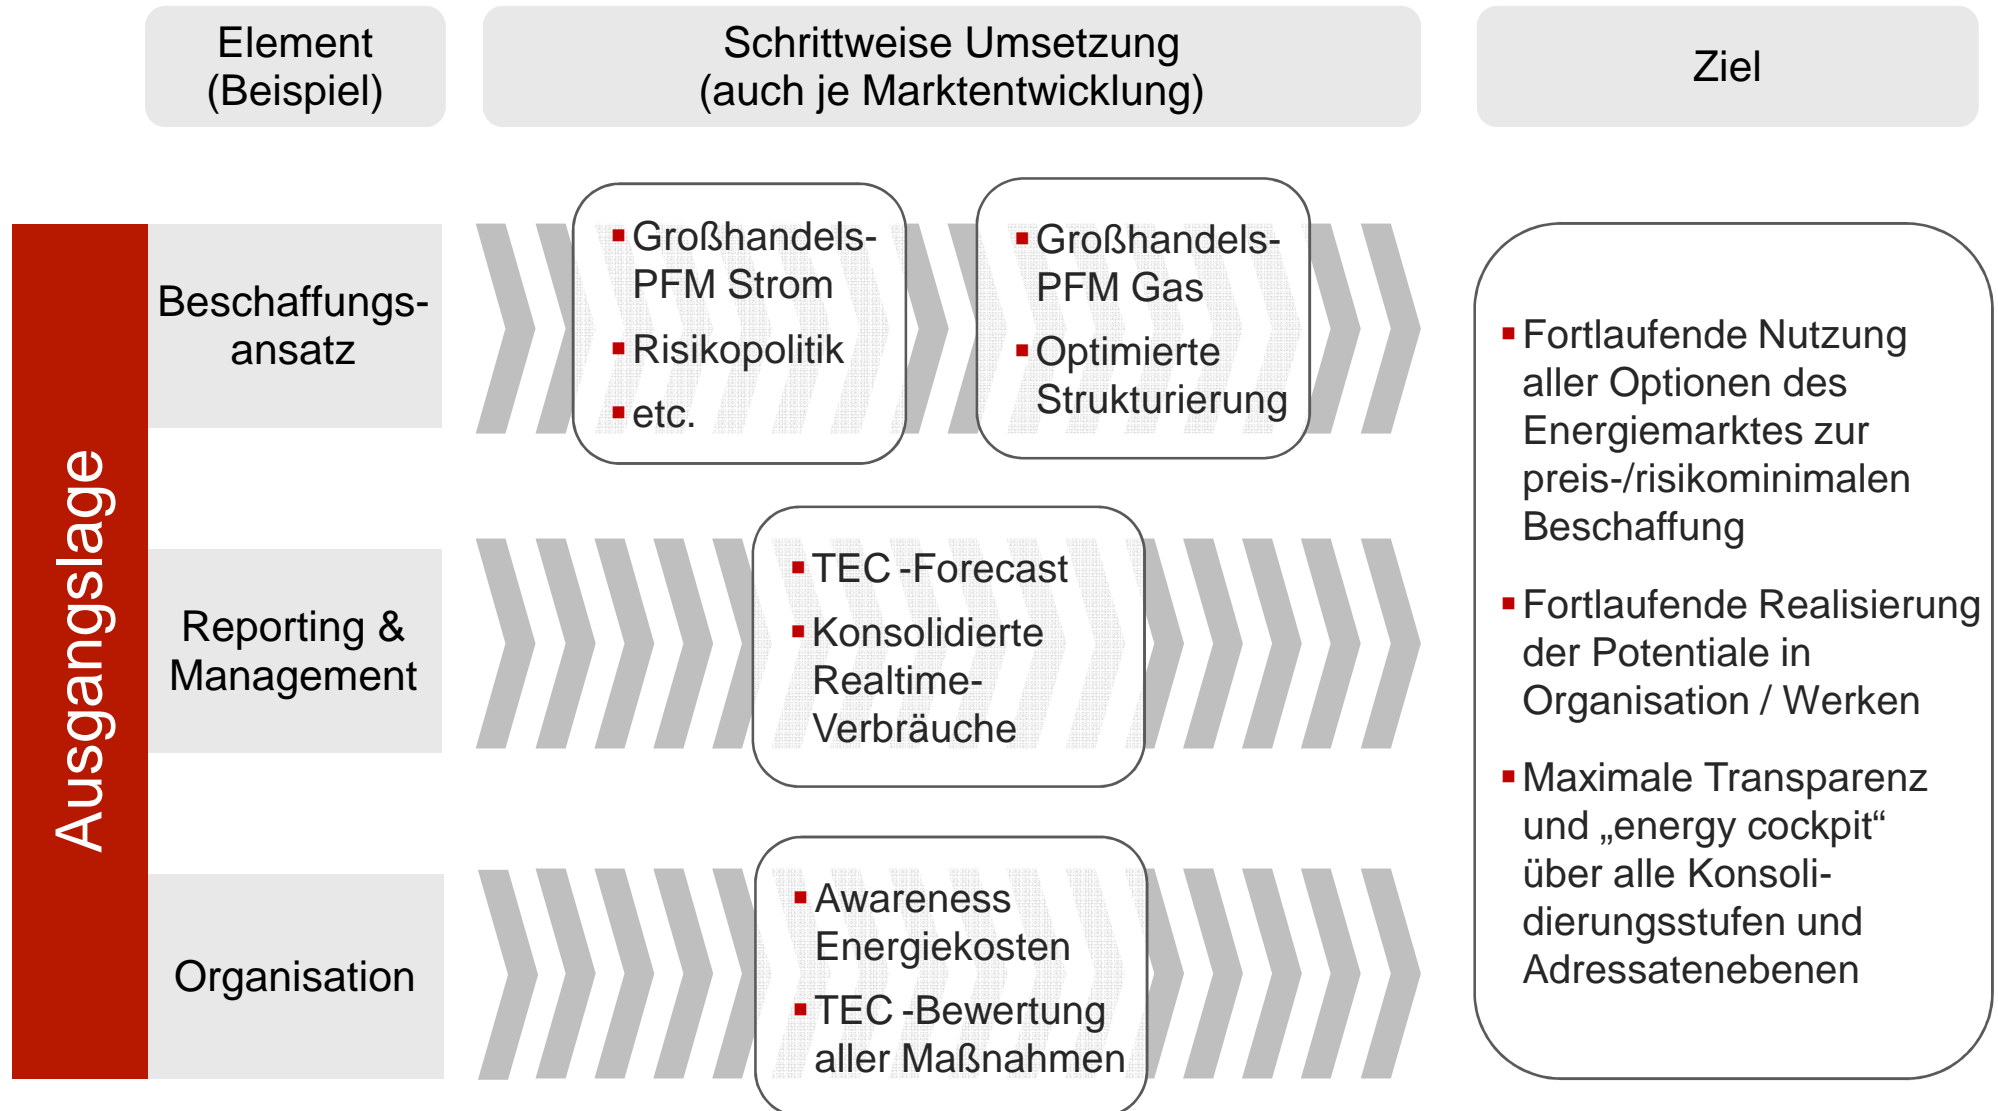 Element
(Beispiel)
Schrittweise Umsetzung
(auch je Marktentwicklung)
Ziel
Ausgangslage
Beschaffungs-
ansatz
▪Großhandels-
PFM Strom
▪Risikopolitik
▪etc.
▪Großhandels-
PFM Gas
▪Optimierte
Strukturierung
Reporting &
Management
▪TEC -Forecast
▪Konsolidierte
Realtime-
Verbräuche
Organisation
▪Awareness
Energiekosten
▪TEC -Bewertung
aller Maßnahmen
▪Fortlaufende Nutzung
aller Optionen des
Energiemarktes zur
preis-/risikominimalen
Beschaffung
▪Fortlaufende Realisierung
der Potentiale in
Organisation / Werken
▪Maximale Transparenz
und „energy cockpit“
über alle Konsoli-
dierungsstufen und
Adressatenebenen